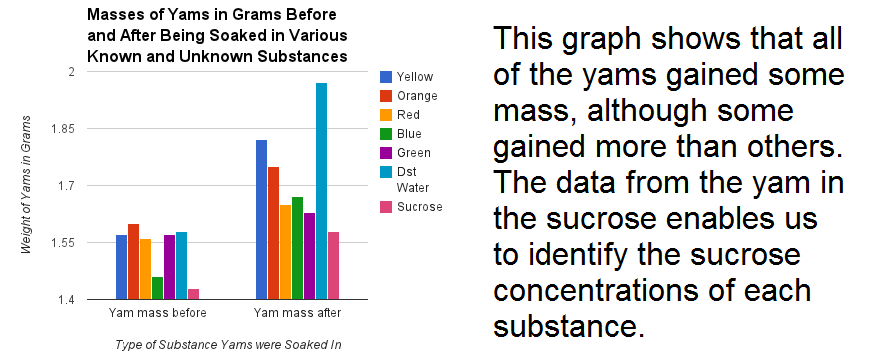 Masses of Yams in Grams Before
and After Being Soaked in Various
Known and Unknown Substances
Weight of Yams in Grams
2
1.85
1.7
1.55
1.4
Yam mass before
Yam mass after
Type of Substance Yams were Soaked In
Yellow
Orange
Red
Blue
Green
Dst
Water
Sucrose
This graph shows that all
of the yams gained some
mass, although some
gained more than others.
The data from the yam in
the sucrose enables us
to identify the sucrose
concentrations of each
substance.